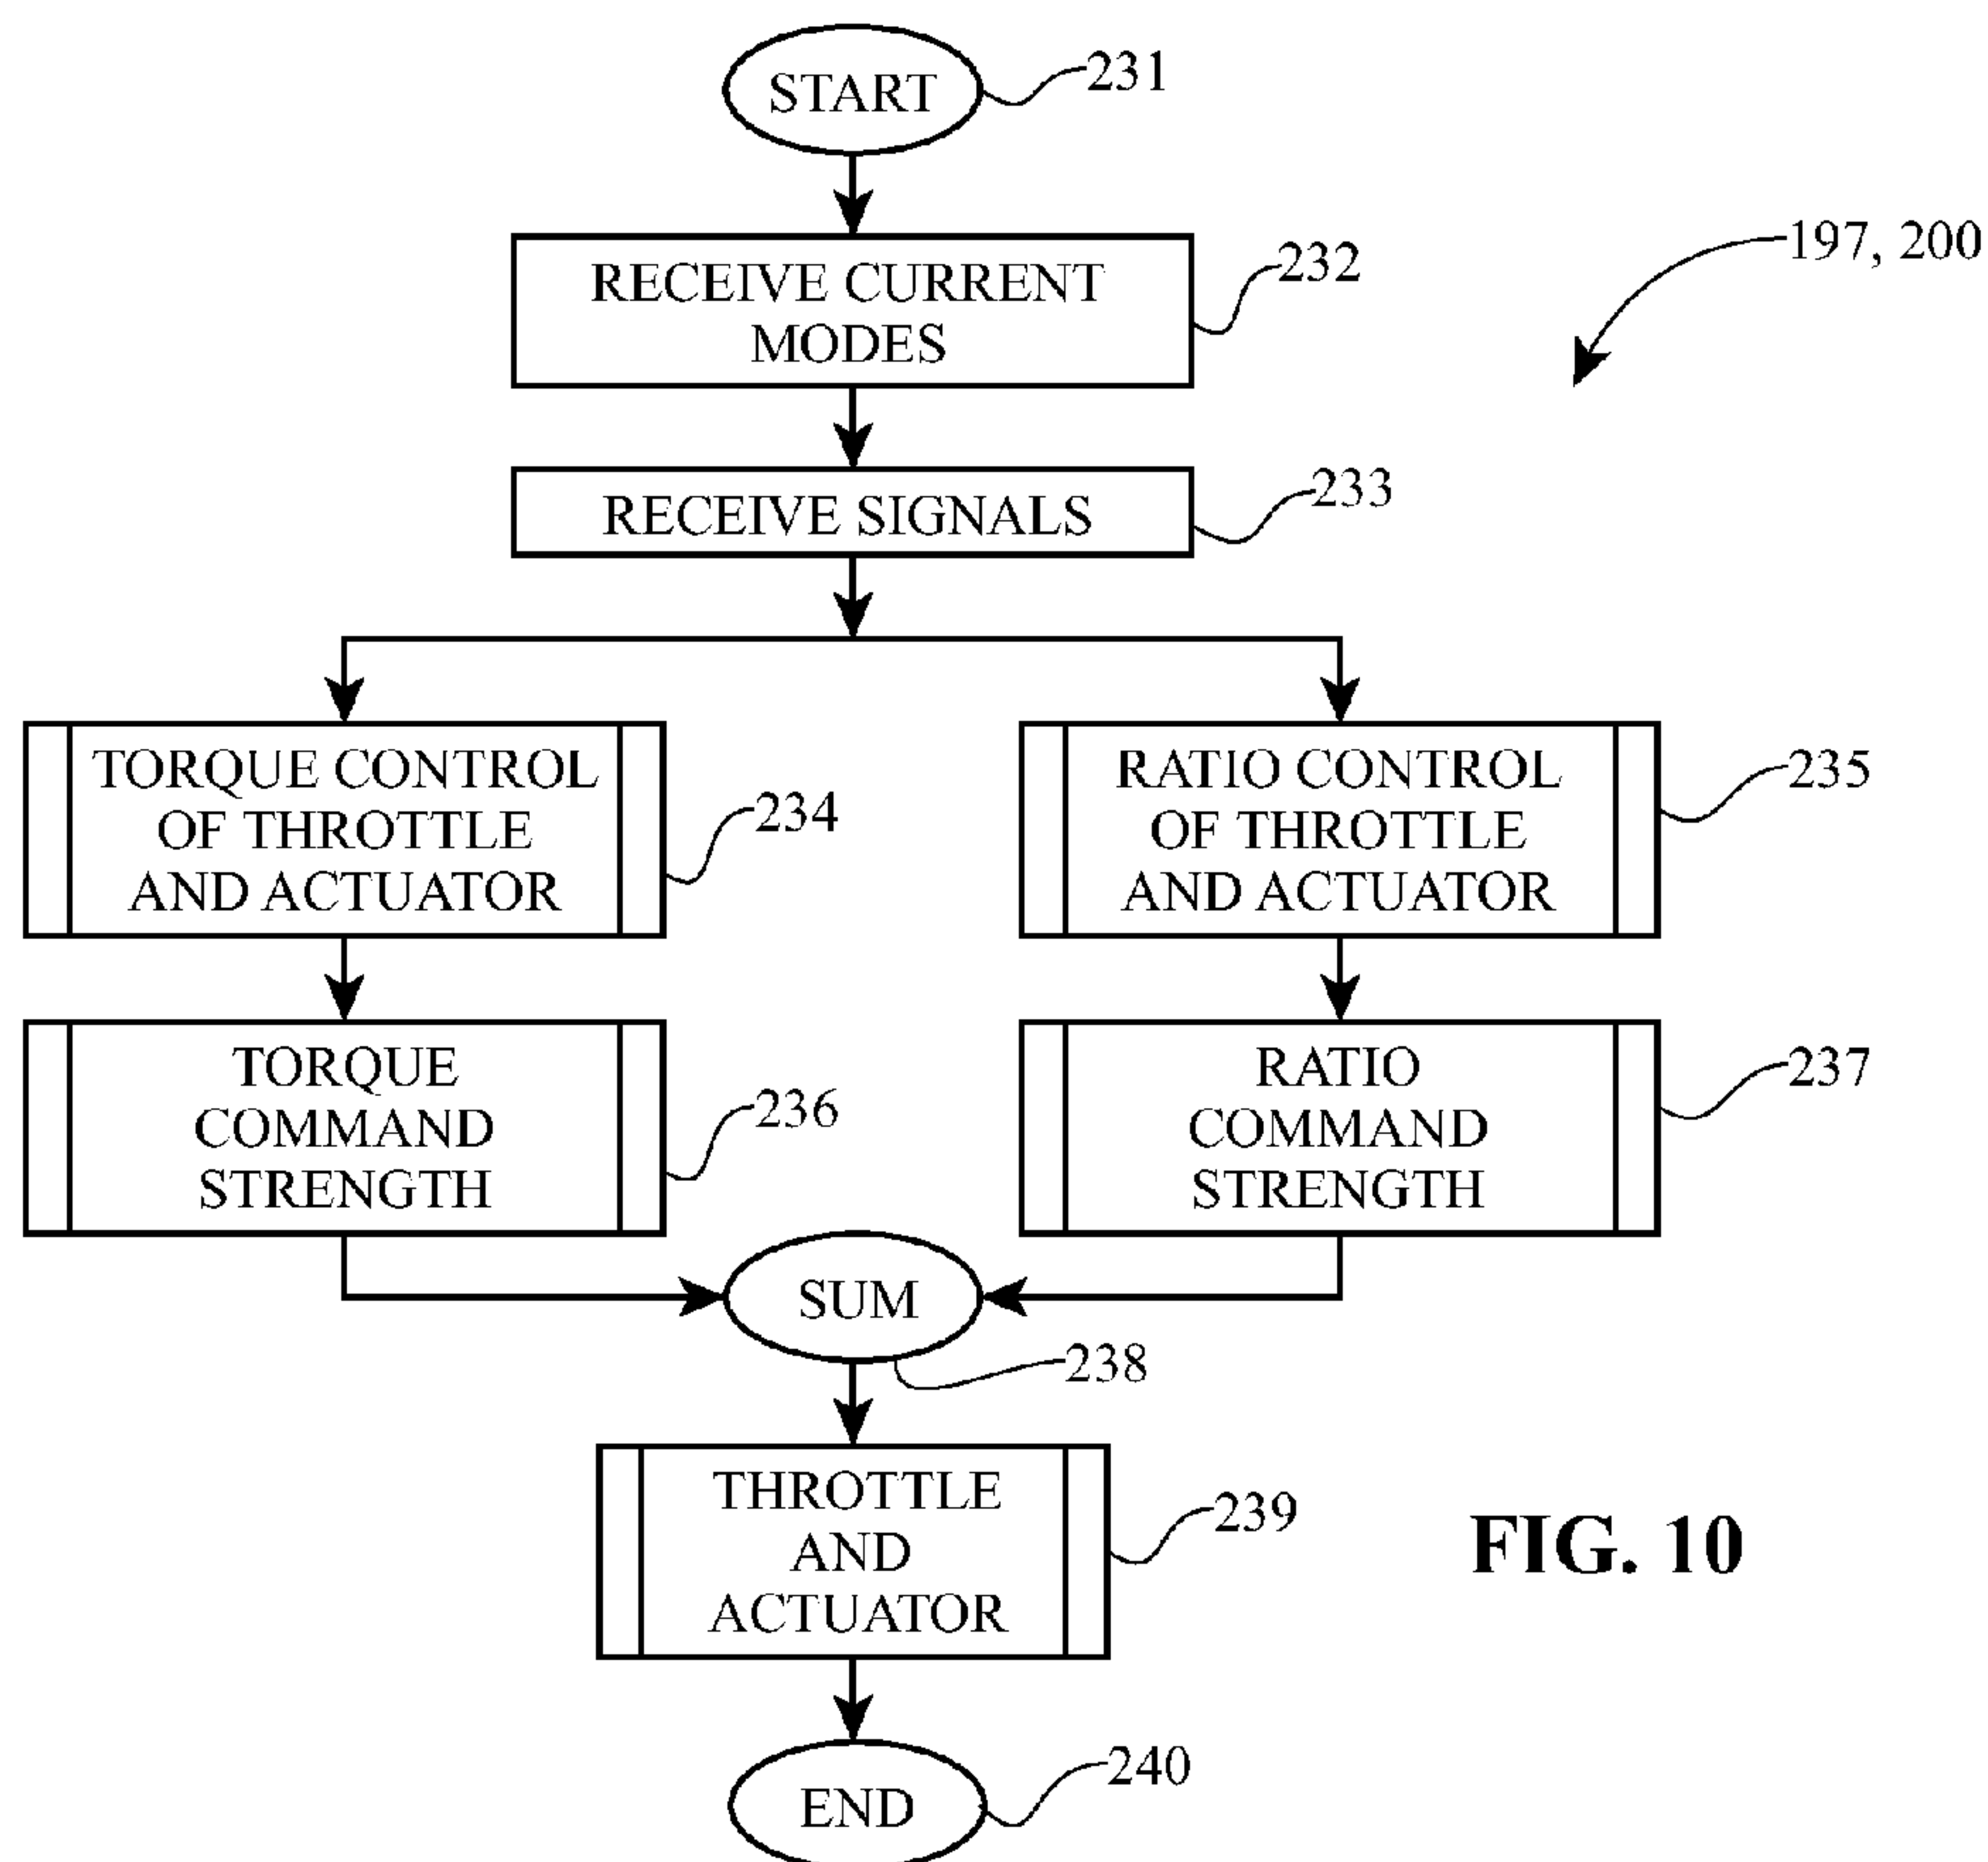 START
231
197, 200
RECEIVE CURRENT
MODES
232
RECEIVE SIGNALS
233
TORQUE CONTROL
OF THROTTLE
AND ACTUATOR
234
RATIO CONTROL
OF THROTTLE
AND ACTUATOR
235
TORQUE
COMMAND
STRENGTH
236
RATIO
COMMAND
STRENGTH
237
SUM
238
THROTTLE
AND
ACTUATOR
239
FIG. 10
END
240